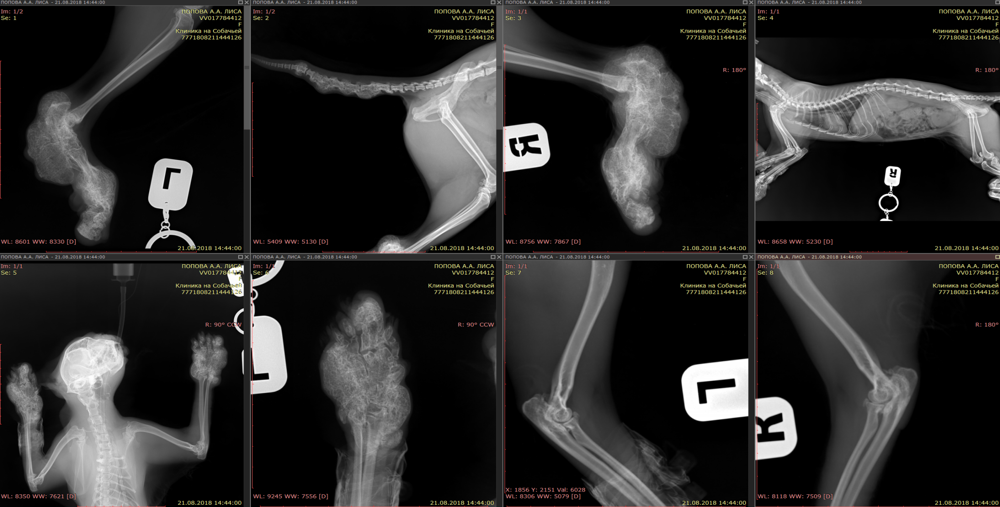 ПОПОВА А.А. ЛИСА - 21.08.2018 14:44:00
Im: 1/2
Se: 1
ПОПОВА А.А. ЛИСА
VV017784412
F
Клиника на Собачьей
7771808211444126
L
WL: 8601 WW: 8330 [D]
21.08.2018 14:44:00
ПОПОВА А.А. ЛИСА - 21.08.2018 14:44:00
Im: 1/2
Se: 2
ПОПОВА А.А. ЛИСА
VV017784412
F
Клиника на Собачьей
7771808211444126
WL: 5409 WW: 5130 [D]
21.08.2018 14:44:00
ПОПОВА А.А. ЛИСА - 21.08.2018 14:44:00
Im: 1/1
Se: 3
ПОПОВА А.А. ЛИСА
VV017784412
F
Клиника на Собачьей
7771808211444126
R: 180°
R
WL: 8756 WW: 7867 [D]
21.08.2018 14:44:00
ПОПОВА А.А. ЛИСА - 21.08.2018 14:44:00
Im: 1/1
Se: 4
ПОПОВА А.А. ЛИСА
VV017784412
F
Клиника на Собачьей
7771808211444126
R: 180°
R
WL: 8658 WW: 5230 [D]
21.08.2018 14:44:00
ПОПОВА А.А. ЛИСА - 21.08.2018 14:44:00
Im: 1/1
Se: 5
ПОПОВА А.А. ЛИСА
VV017784412
F
Клиника на Собачьей
7771808211444126
R: 90° CCW
WL: 8350 WW: 7621 [D]
21.08.2018 14:44:00
ПОПОВА А.А. ЛИСА - 21.08.2018 14:44:00
Im: 1/1
Se: 6
ПОПОВА А.А. ЛИСА
VV017784412
F
Клиника на Собачьей
7771808211444126
R: 90° CCW
L
WL: 9245 WW: 7556 [D]
21.08.2018 14:44:00
ПОПОВА А.А. ЛИСА - 21.08.2018 14:44:00
Im: 1/1
Se: 7
ПОПОВА А.А. ЛИСА
VV017784412
F
Клиника на Собачьей
7771808211444126
L
X: 1856 Y: 2151 Val: 6028
WL: 8306 WW: 5079 [D]
21.08.2018 14:44:00
ПОПОВА А.А. ЛИСА - 21.08.2018 14:44:00
Im: 1/1
Se: 8
ПОПОВА А.А. ЛИСА
VV017784412
F
Клиника на Собачьей
7771808211444126
R: 180°
R
WL: 8118 WW: 7509 [D]
21.08.2018 14:44:00